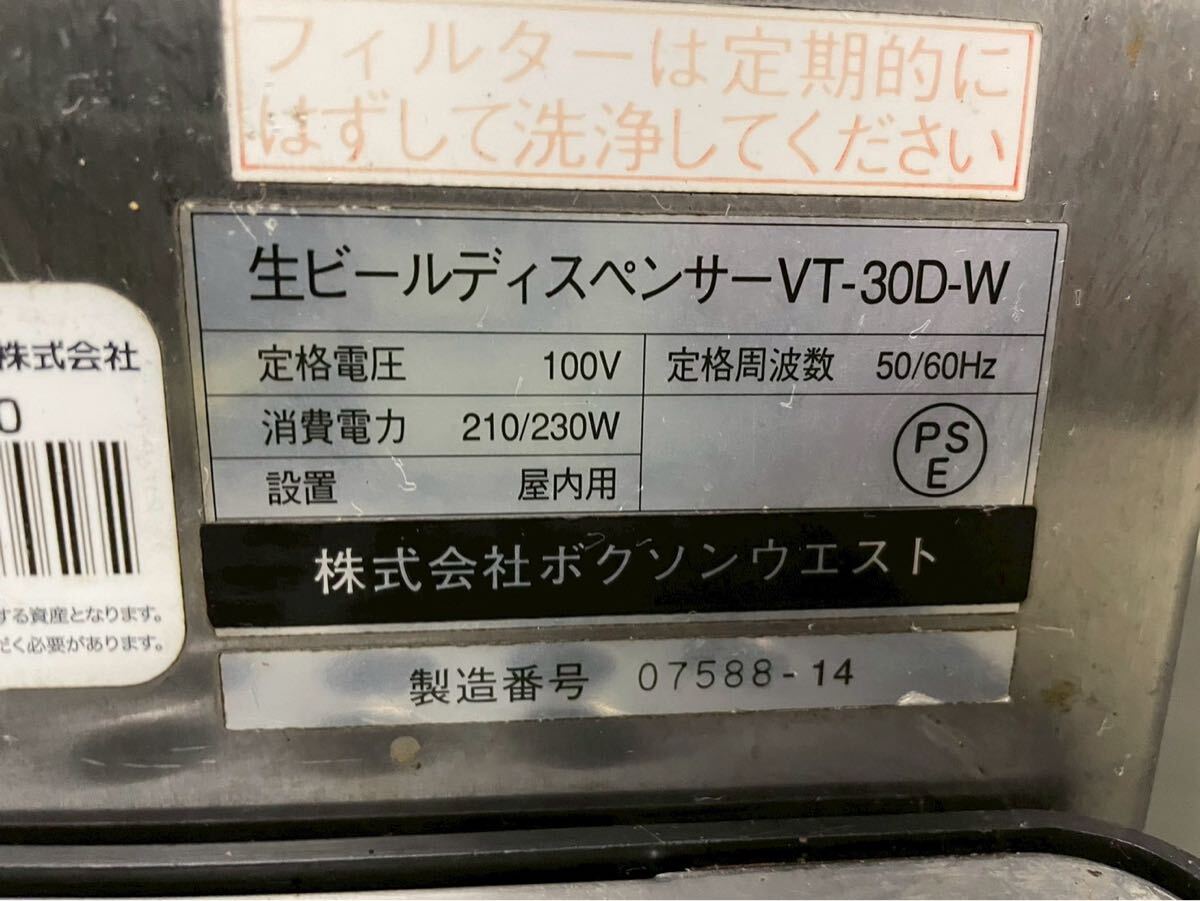 フィルターは定期的に
はずして洗浄してください
生ビールディスペンサーVT-30D-W
定格電圧 100V 定格周波数 50/60Hz
消費電力 210/230W
PSE
設置 屋内用
株式会社ボクソンウエスト
製造番号 07588-14
株式会社
0
する資産となります。
だく必要があります。